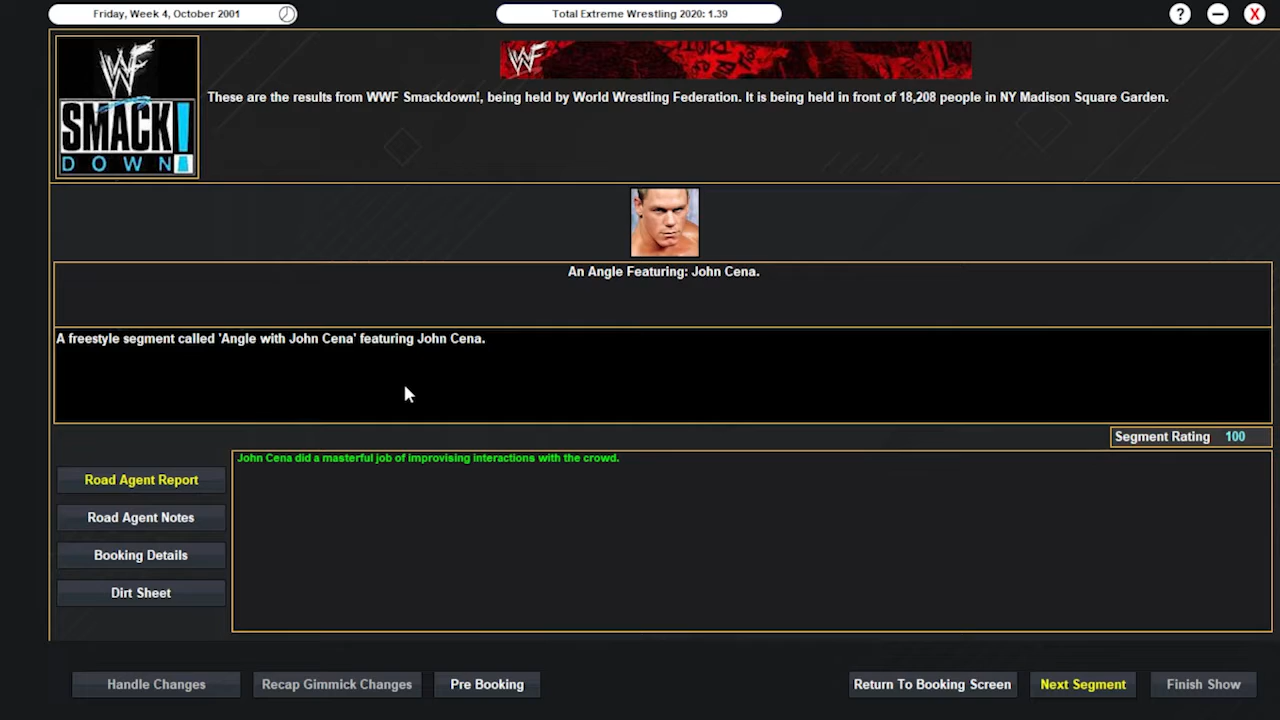 Friday, Week 4, October 2001
Total Extreme Wrestling 2020: 1.39
?
X
WF
SMACK
DOWN!
WF
These are the results from WWF Smackdown!, being held by World Wrestling Federation. It is being held in front of 18,208 people in NY Madison Square Garden.
An Angle Featuring: John Cena.
A freestyle segment called 'Angle with John Cena' featuring John Cena.
Segment Rating 100
Road Agent Report
Road Agent Notes
Booking Details
Dirt Sheet
John Cena did a masterful job of improvising interactions with the crowd.
Handle Changes
Recap Gimmick Changes
Pre Booking
Return To Booking Screen
Next Segment
Finish Show